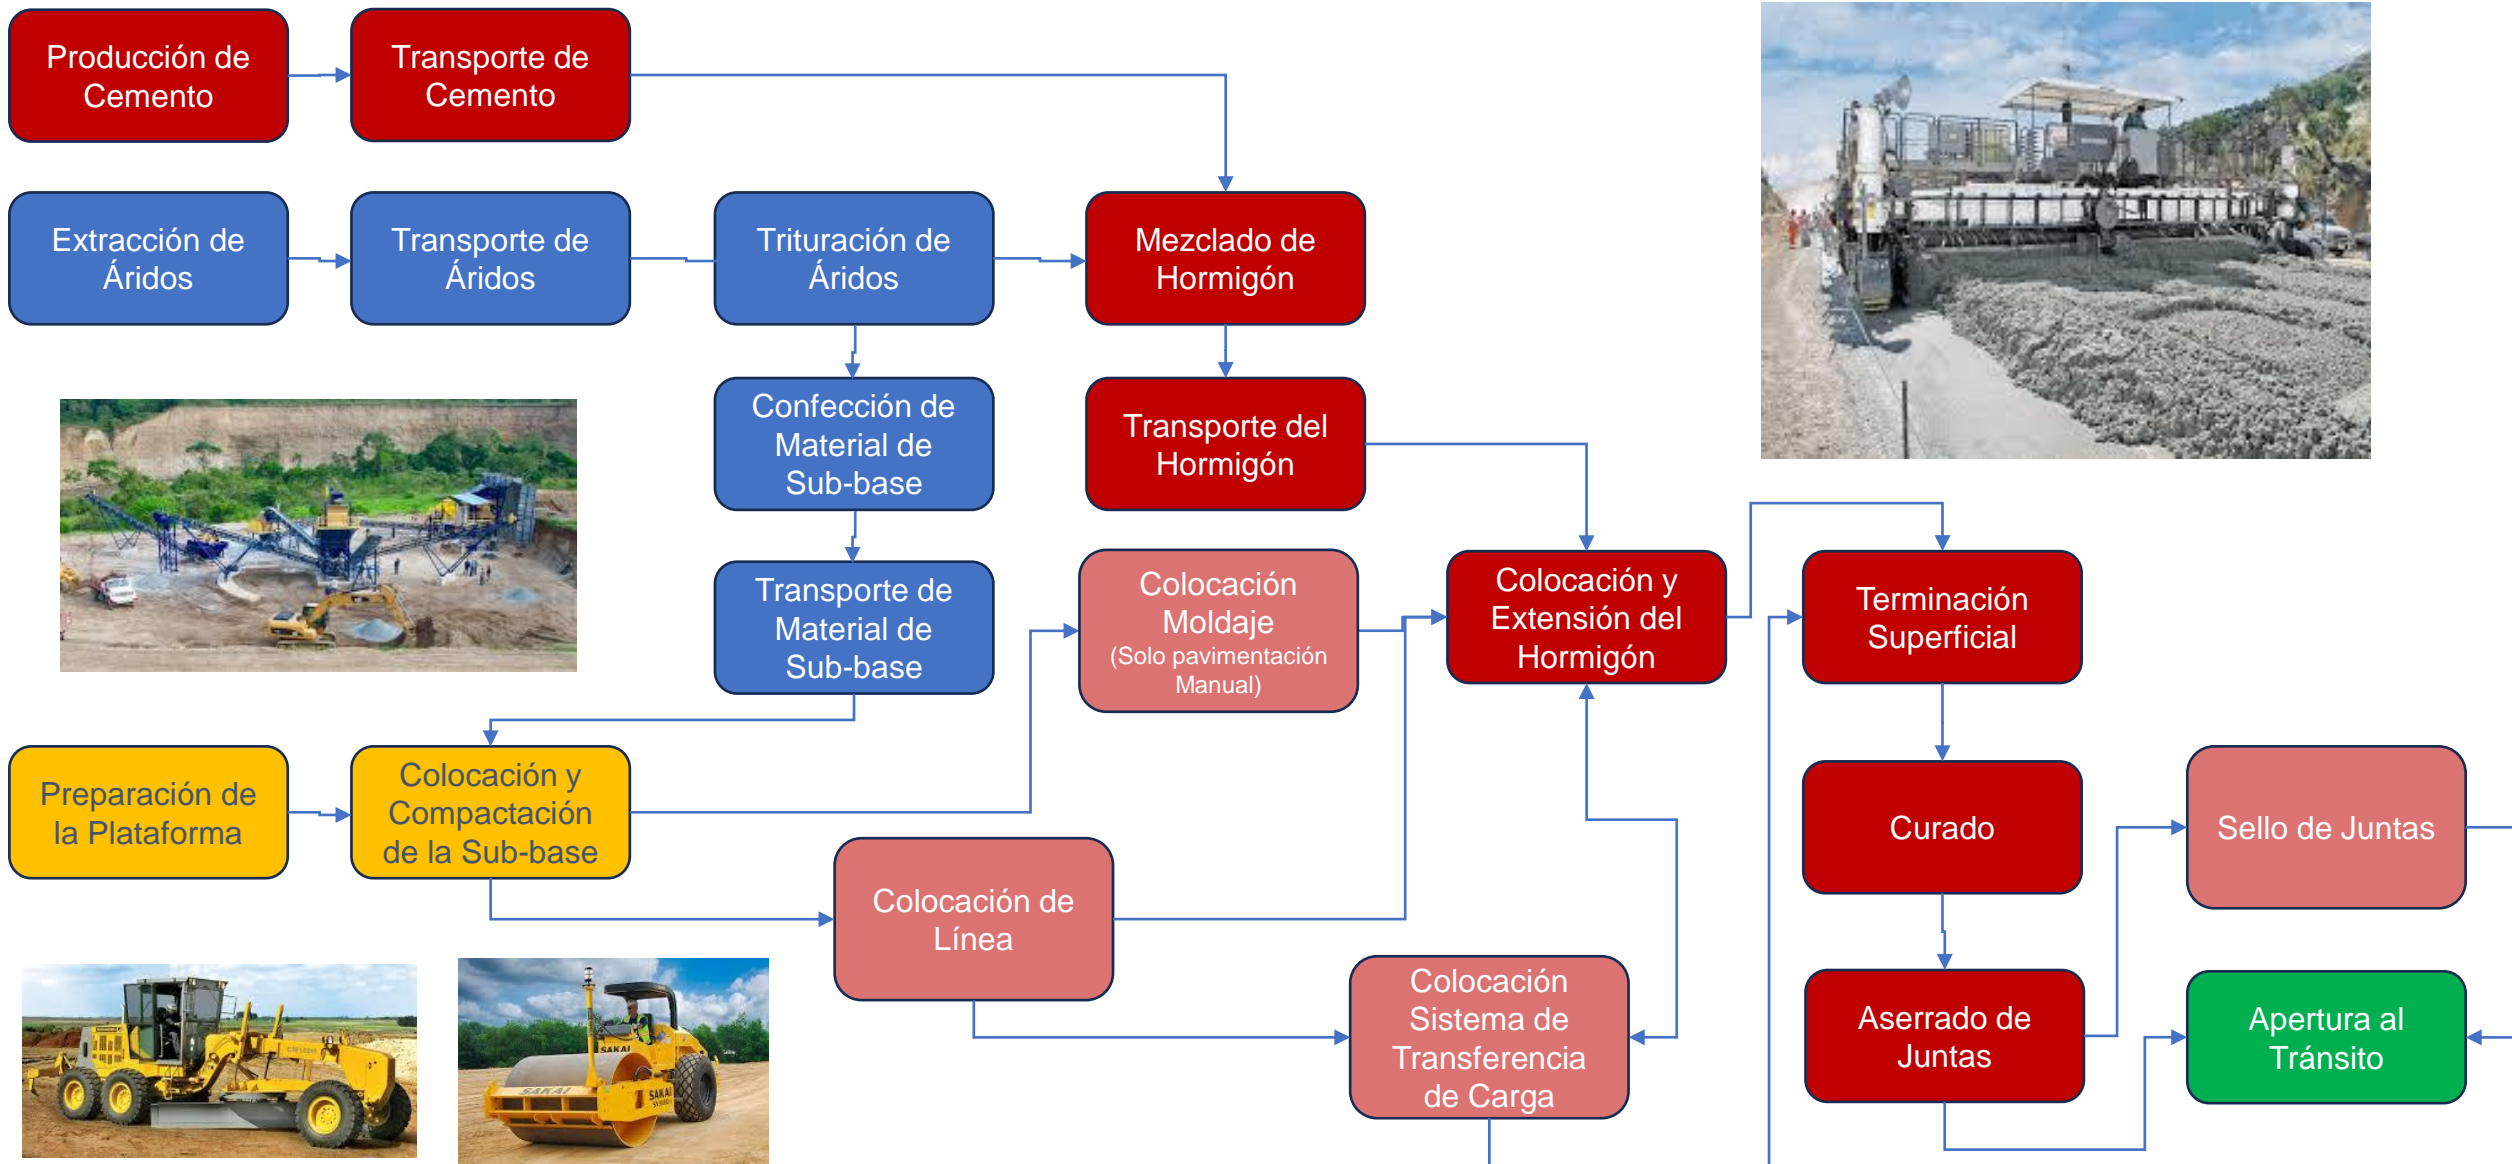 Producción de
Cemento
Transporte de
Cemento
Extracción de
Áridos
Transporte de
Áridos
Trituración de
Áridos
Mezclado de
Hormigón
Confección de
Material de
Sub-base
Transporte del
Hormigón
Transporte de
Material de
Sub-base
Colocación
Moldaje
(Solo pavimentación
Manual)
Colocación y
Extensión del
Hormigón
Terminación
Superficial
Preparación de
la Plataforma
Colocación y
Compactación
de la Sub-base
Curado
Sello de Juntas
Colocación de
Línea
Colocación
Sistema de
Transferencia
de Carga
Aserrado de
Juntas
Apertura al
Tránsito
SAKAI
SAKAI
SAKAI